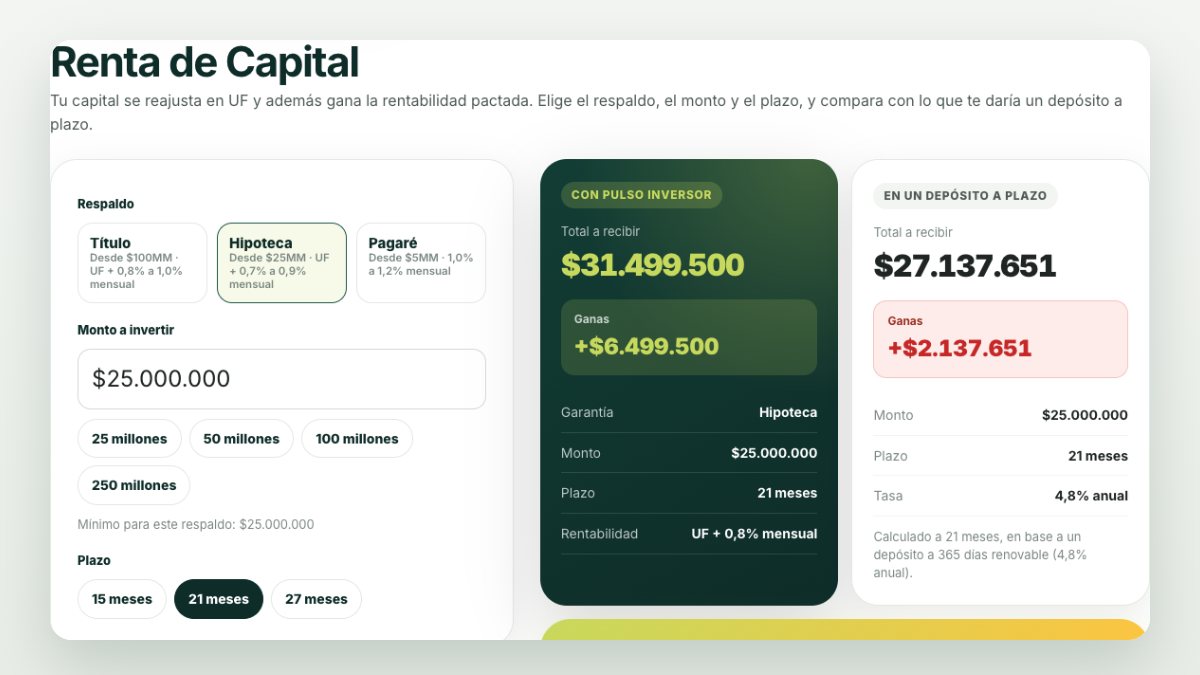 Renta de Capital
Tu capital se reajusta en UF y además gana la rentabilidad pactada. Elige el respaldo, el monto y el plazo, y compara con lo que te daría un depósito a
plazo.
Respaldo
Título
Desde $100MM ·
UF + 0,8% a 1,0%
mensual
Hipoteca
Desde $25MM · UF
+ 0,7% a 0,9%
mensual
Pagaré
Desde $5MM · 1,0%
a 1,2% mensual
Monto a invertir
$25.000.000
25 millones
50 millones
100 millones
250 millones
Mínimo para este respaldo: $25.000.000
Plazo
15 meses
21 meses
27 meses
CON PULSO INVERSOR
Total a recibir
$31.499.500
Ganas
+$6.499.500
Garantía Hipoteca
Monto $25.000.000
Plazo 21 meses
Rentabilidad UF + 0,8% mensual
EN UN DEPÓSITO A PLAZO
Total a recibir
$27.137.651
Ganas
+$2.137.651
Monto $25.000.000
Plazo 21 meses
Tasa 4,8% anual
Calculado a 21 meses, en base a un
depósito a 365 días renovable (4,8%
anual).